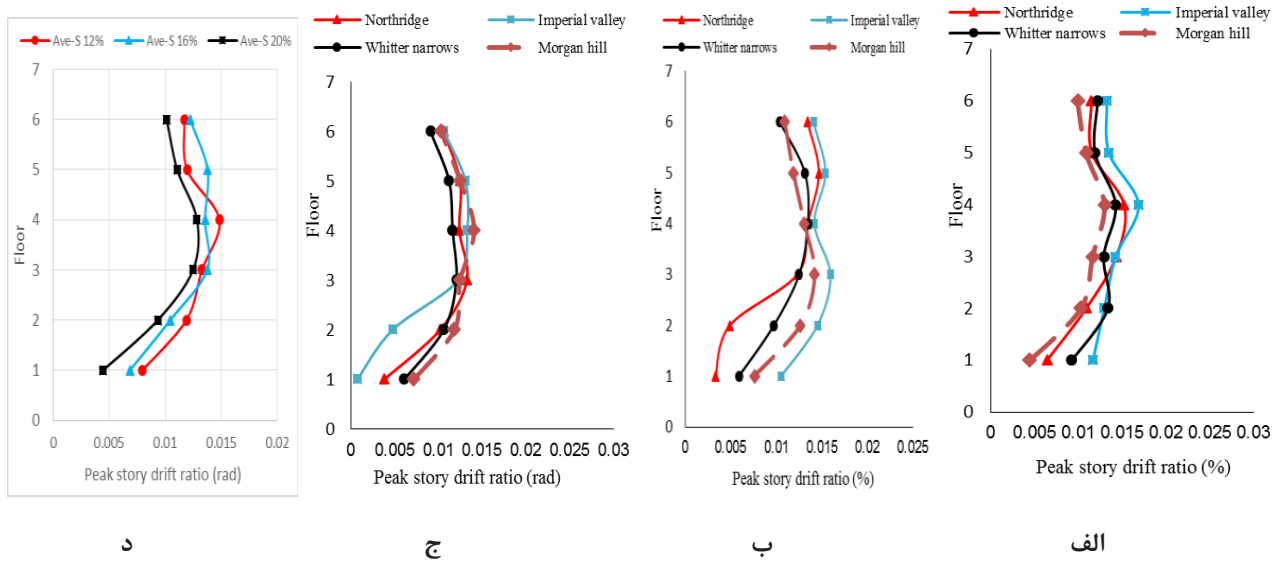 Ave-S 12% Ave-S 16% Ave-S 20%
7
6
5
4
3
2
1
0
Floor
0 0.005 0.01 0.015 0.02
Peak story drift ratio (rad)
د
Northridge Imperial valley
Whitter narrows Morgan hill
7
6
5
4
3
2
1
0
Floor
0 0.005 0.01 0.015 0.02 0.025 0.03
Peak story drift ratio (rad)
ج
Northridge Imperial valley
Whitter narrows Morgan hill
7
6
5
4
3
2
1
0
Floor
0 0.005 0.01 0.015 0.02 0.025
Peak story drift ratio (%)
ب
Northridge Imperial valley
Whitter narrows Morgan hill
7
6
5
4
3
2
1
0
Floor
0 0.005 0.01 0.015 0.02 0.025 0.03
Peak story drift ratio (%)
الف